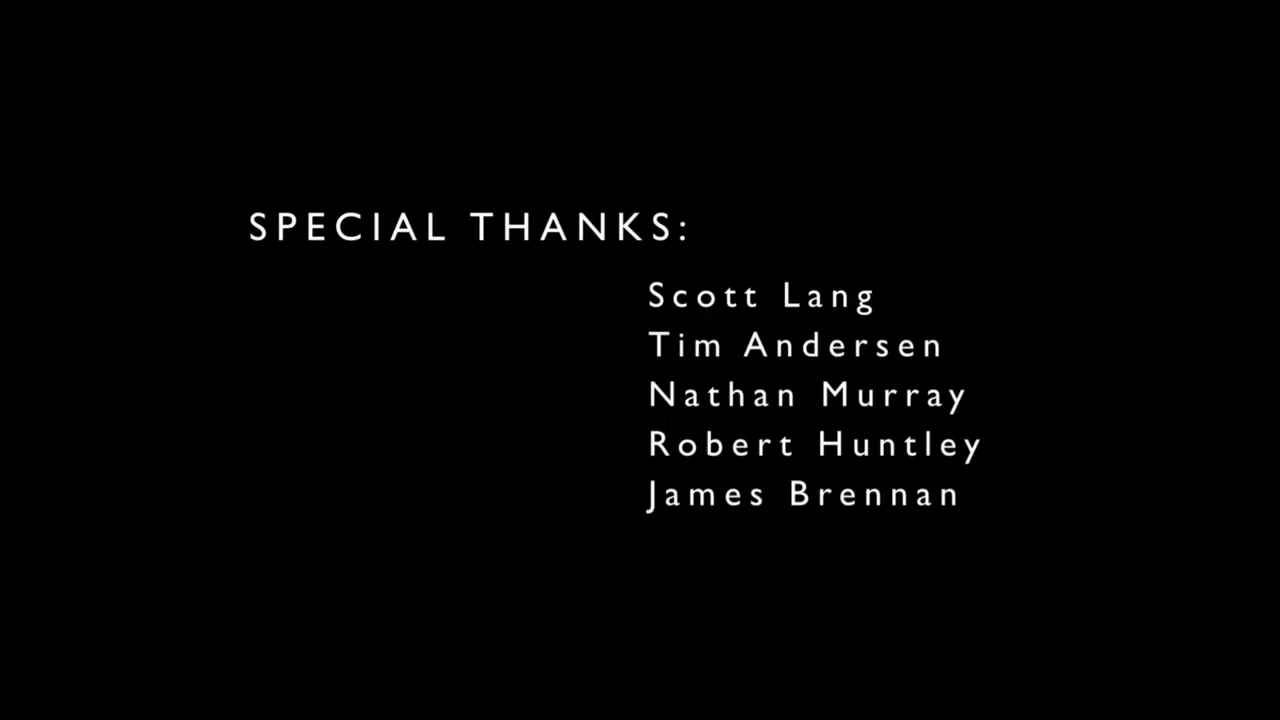 SPECIAL THANKS:
Scott Lang
Tim Andersen
Nathan Murray
Robert Huntley
James Brennan